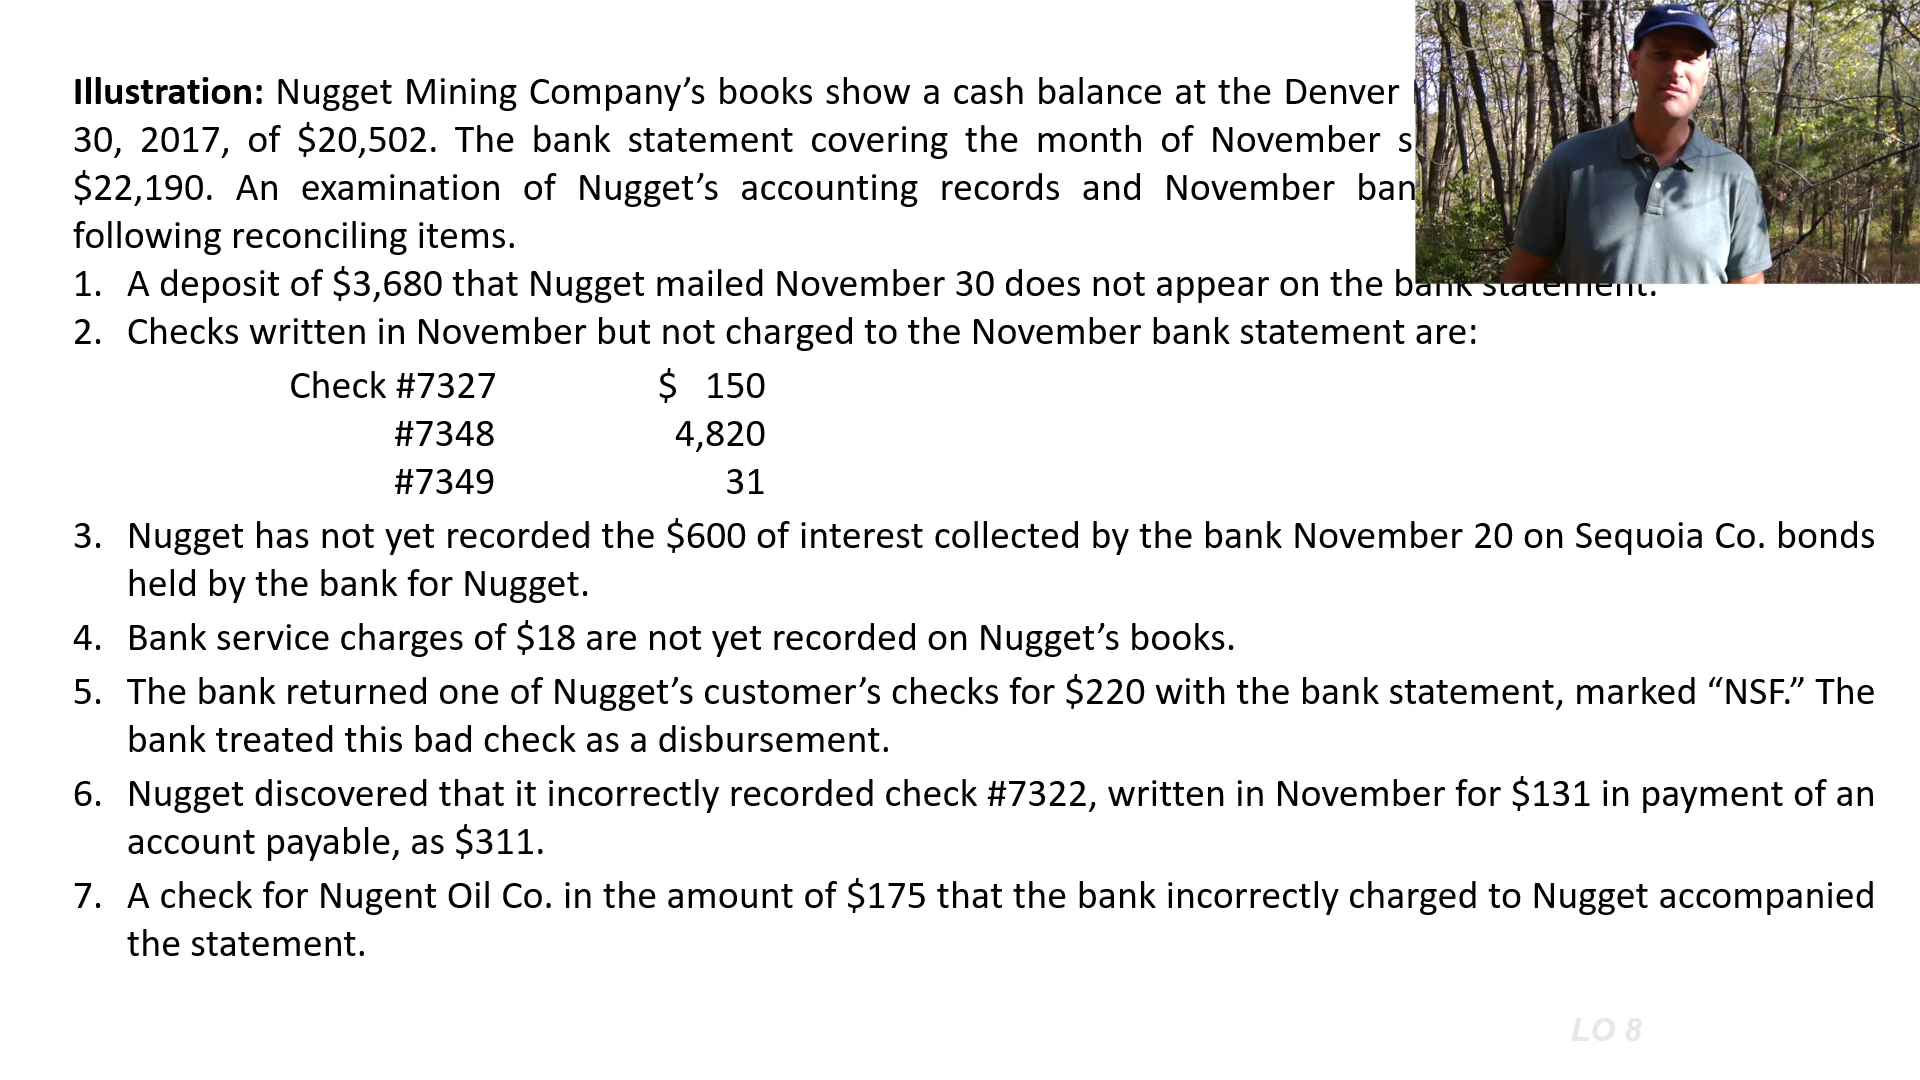 Illustration: Nugget Mining Company’s books show a cash balance at the Denver
30, 2017, of $20,502. The bank statement covering the month of November
$22,190. An examination of Nugget’s accounting records and November
following reconciling items.
1. A deposit of $3,680 that Nugget mailed November 30 does not appear on the bank statement.
2. Checks written in November but not charged to the November bank statement are:
Check #7327 $ 150
#7348 4,820
#7349 31
3. Nugget has not yet recorded the $600 of interest collected by the bank November 20 on Sequoia Co. bonds
held by the bank for Nugget.
4. Bank service charges of $18 are not yet recorded on Nugget’s books.
5. The bank returned one of Nugget’s customer’s checks for $220 with the bank statement, marked “NSF.” The
bank treated this bad check as a disbursement.
6. Nugget discovered that it incorrectly recorded check #7322, written in November for $131 in payment of an
account payable, as $311.
7. A check for Nugent Oil Co. in the amount of $175 that the bank incorrectly charged to Nugget accompanied
the statement.
LO 8